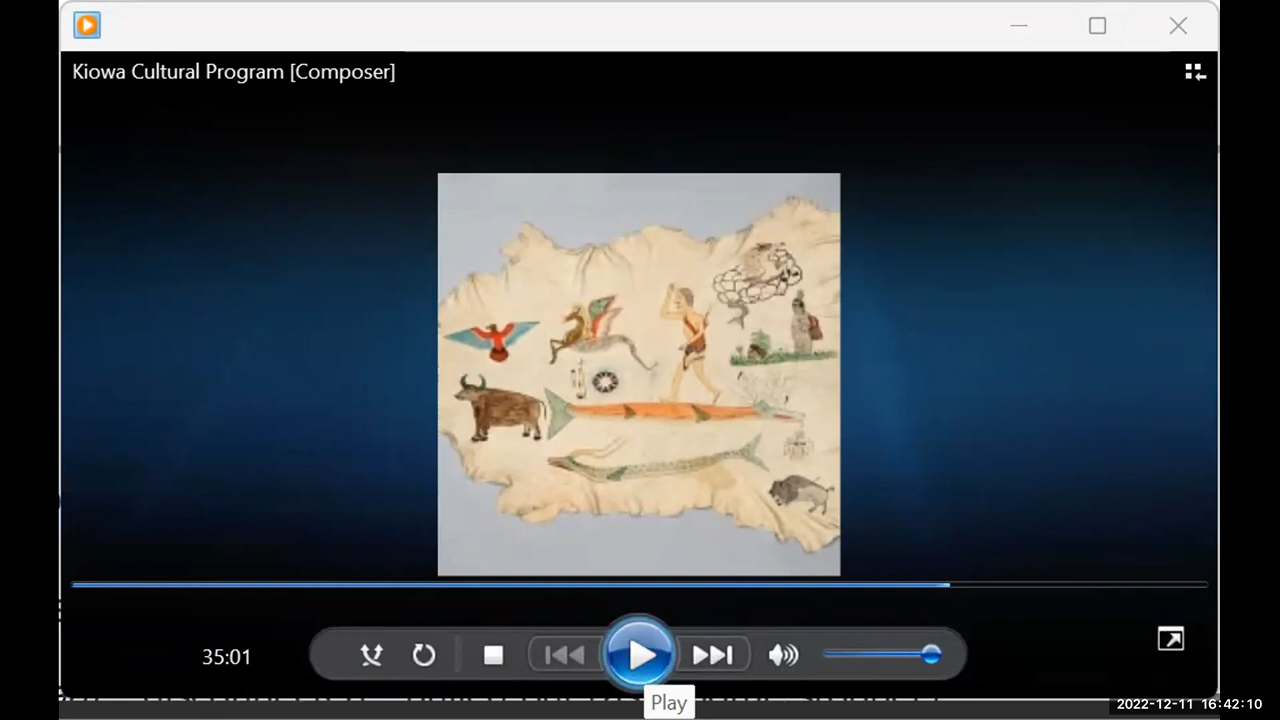 Kiowa Cultural Program [Composer]
35:01
Play
2022-12-11 16:42:10